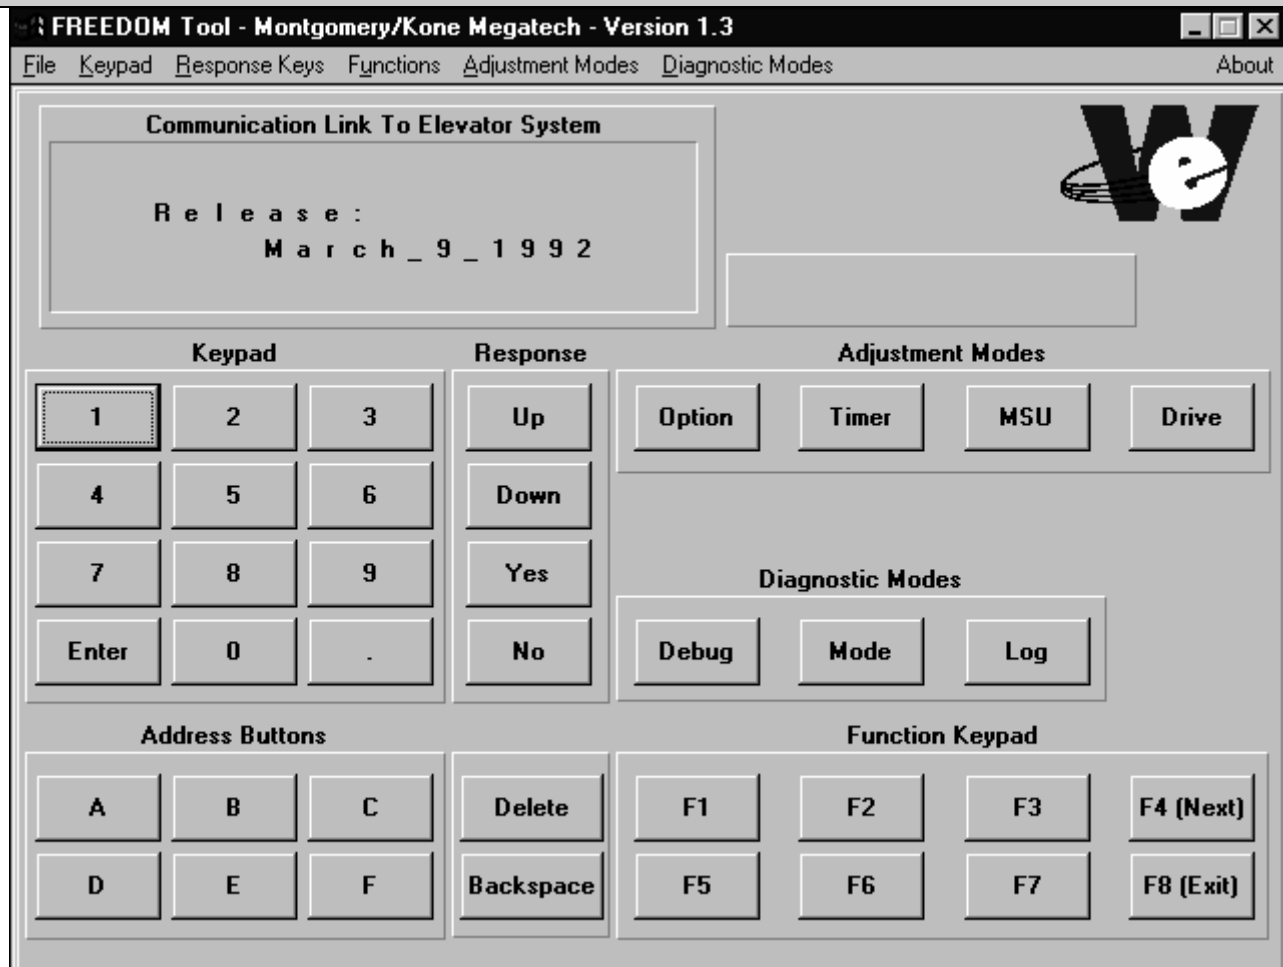 FREEDOM Tool - Montgomery/Kone Megatech - Version 1.3
File Keypad Response Keys Functions Adjustment Modes Diagnostic Modes About
Communication Link To Elevator System
Release:
March_9_1992
We
Keypad Response Adjustment Modes
1 2 3 Up Option Timer MSU Drive
4 5 6 Down
7 8 9 Yes
Diagnostic Modes
Enter 0 . No Debug Mode Log
Address Buttons Function Keypad
A B C Delete F1 F2 F3 F4 (Next)
D E F Backspace F5 F6 F7 F8 (Exit)